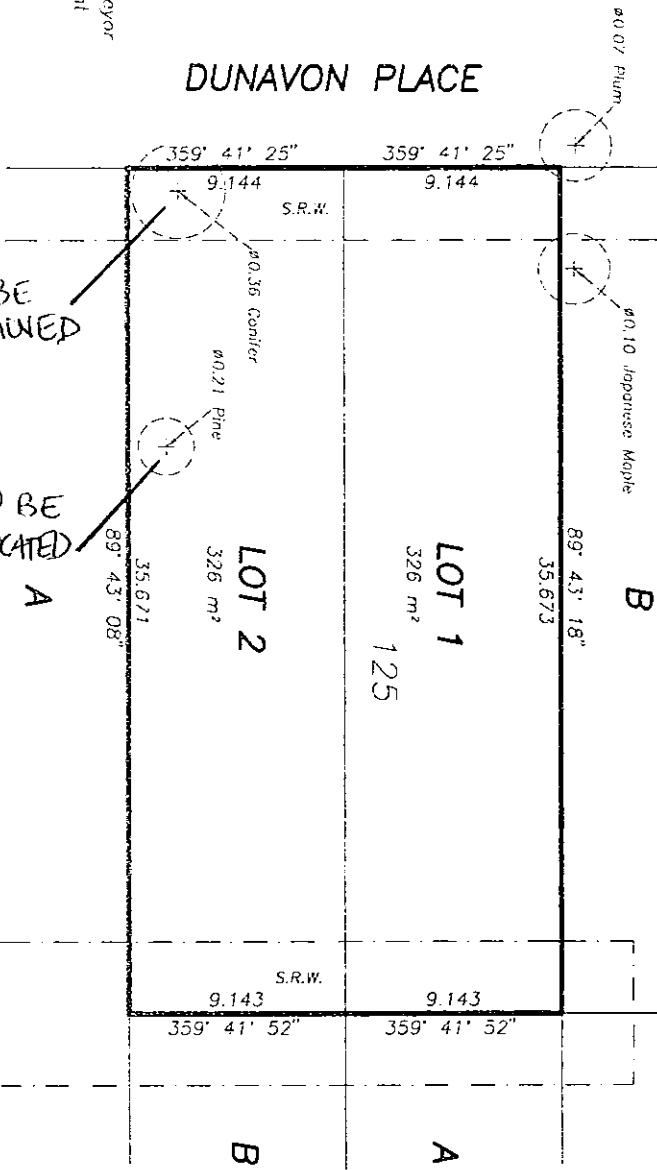 DUNAVON PLACE
ø0.07 Plum
359° 41' 25"
359° 41' 25"
9.144
9.144
S.R.W.
ø0.36 Conifer
ø0.10 Japanese Maple
BE
ø0.21 Pine
BE
LOT 2
326 m²
LOT 1
326 m²
125
89° 43' 18"
35.673
35.671
89° 43' 08"
A
B
S.R.W.
9.143
9.143
359° 41' 52"
359° 41' 52"
B
A